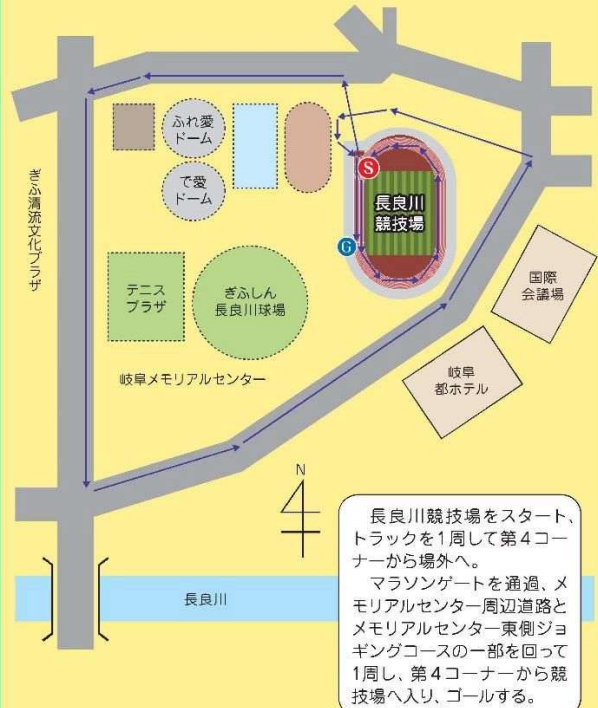 ふれ愛
ドーム
で愛
ドーム
S
長良川
競技場
G
ぎふ清流文化プラザ
テニス
プラザ
ぎふしん
長良川球場
国際
会議場
岐阜メモリアルセンター
岐阜
都ホテル
N
長良川
長良川競技場をスタート、
トラックを1周して第4コー
ナーから場外へ。
マラソンゲートを通過、メ
モリアルセンター周辺道路と
メモリアルセンター東側ジョ
ギングコースの一部を回って
1周し、第4コーナーから競
技場へ入り、ゴールする。